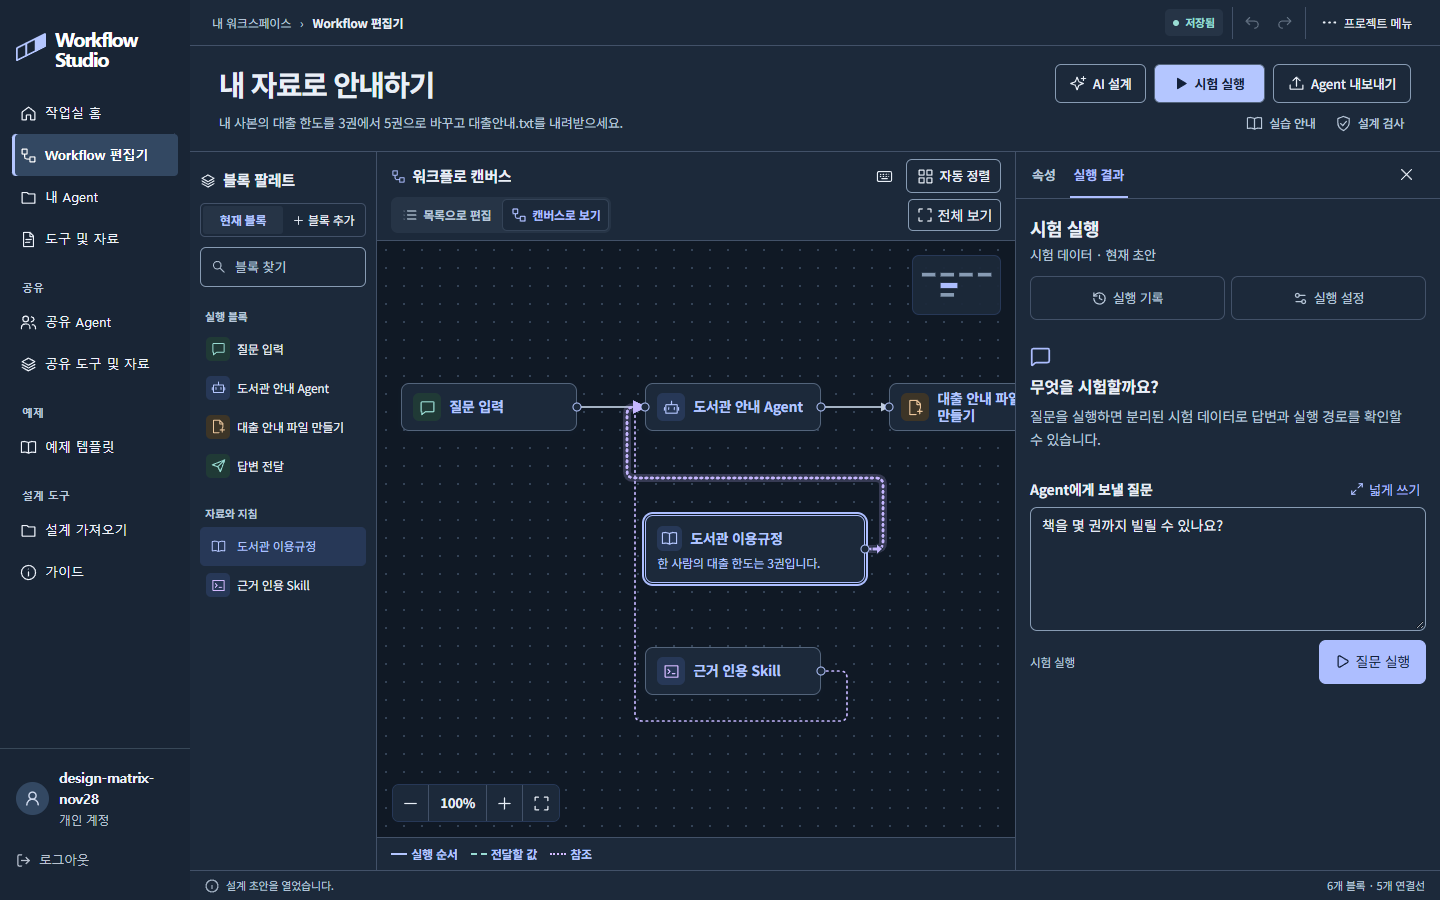 Workflow
Studio
작업실 홈
Workflow 편집기
내 Agent
도구 및 자료
공유
공유 Agent
공유 도구 및 자료
예제
예제 템플릿
설계 도구
설계 가져오기
가이드
design-matrix-
nov28
개인 계정
로그아웃
내 워크스페이스 › Workflow 편집기
저장됨
프로젝트 메뉴
내 자료로 안내하기
내 사본의 대출 한도를 3권에서 5권으로 바꾸고 대출안내.txt를 내려받으세요.
AI 설계
시험 실행
Agent 내보내기
실습 안내
설계 검사
블록 팔레트
현재 블록
블록 추가
블록 찾기
실행 블록
질문 입력
도서관 안내 Agent
대출 안내 파일 만들기
답변 전달
자료와 지침
도서관 이용규정
근거 인용 Skill
워크플로 캔버스
자동 정렬
목록으로 편집
캔버스로 보기
전체 보기
질문 입력
도서관 안내 Agent
대출 안내 파일
만들기
도서관 이용규정
한 사람의 대출 한도는 3권입니다.
근거 인용 Skill
100%
실행 순서
전달할 값
참조
속성
실행 결과
시험 실행
시험 데이터 · 현재 초안
실행 기록
실행 설정
무엇을 시험할까요?
질문을 실행하면 분리된 시험 데이터로 답변과 실행 경로를 확인할
수 있습니다.
Agent에게 보낼 질문
넓게 쓰기
책을 몇 권까지 빌릴 수 있나요?
시험 실행
질문 실행
설계 초안을 열었습니다.
6개 블록 · 5개 연결선